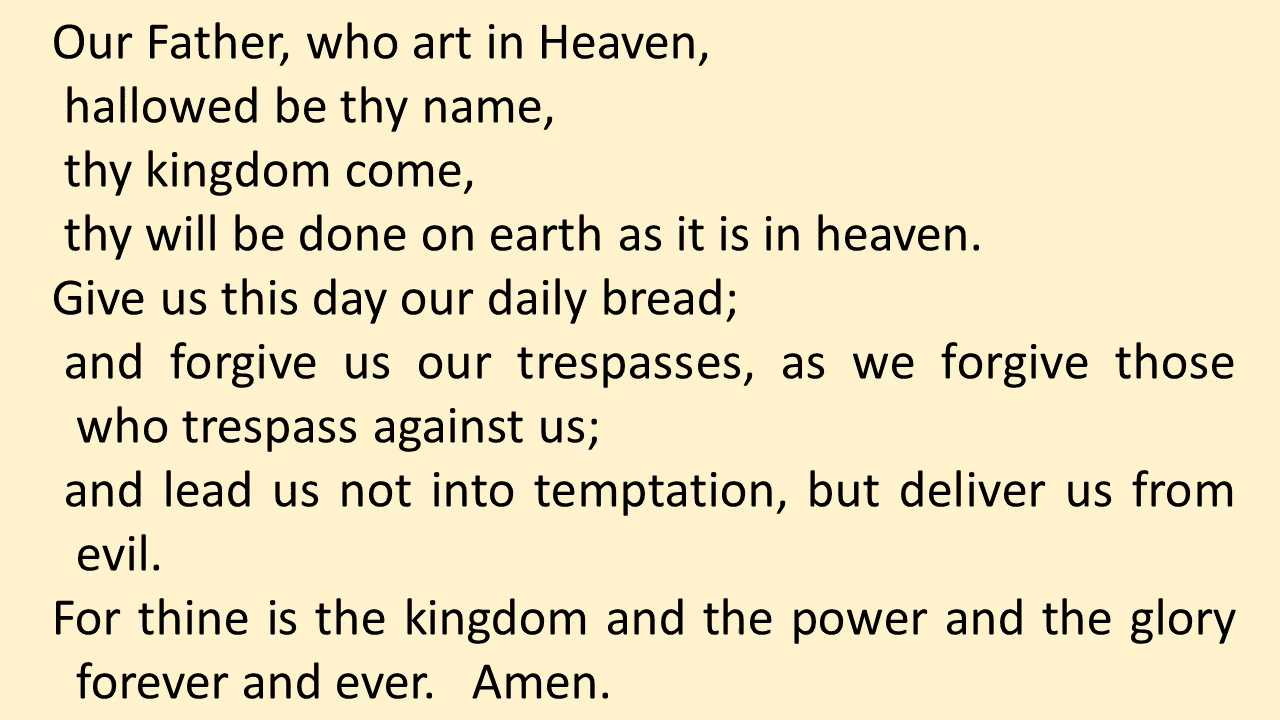 Our Father, who art in Heaven,
hallowed be thy name,
thy kingdom come,
thy will be done on earth as it is in heaven.
Give us this day our daily bread;
and forgive us our trespasses, as we forgive those
who trespass against us;
and lead us not into temptation, but deliver us from
evil.
For thine is the kingdom and the power and the glory
forever and ever.   Amen.